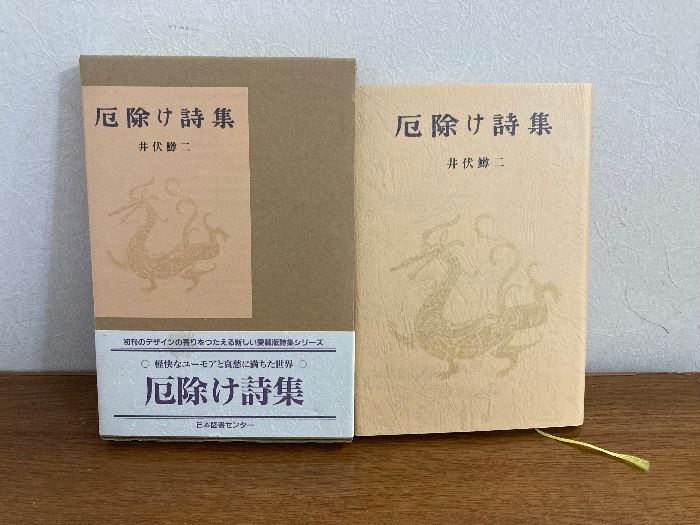 厄除け詩集
井伏鱒二
初刊のデザインの香りをつたえる新しい愛蔵版詩集シリーズ
○ 軽快なユーモアと哀愁に満ちた世界 ○
厄除け詩集
日本図書センター
厄除け詩集
井伏鱒二